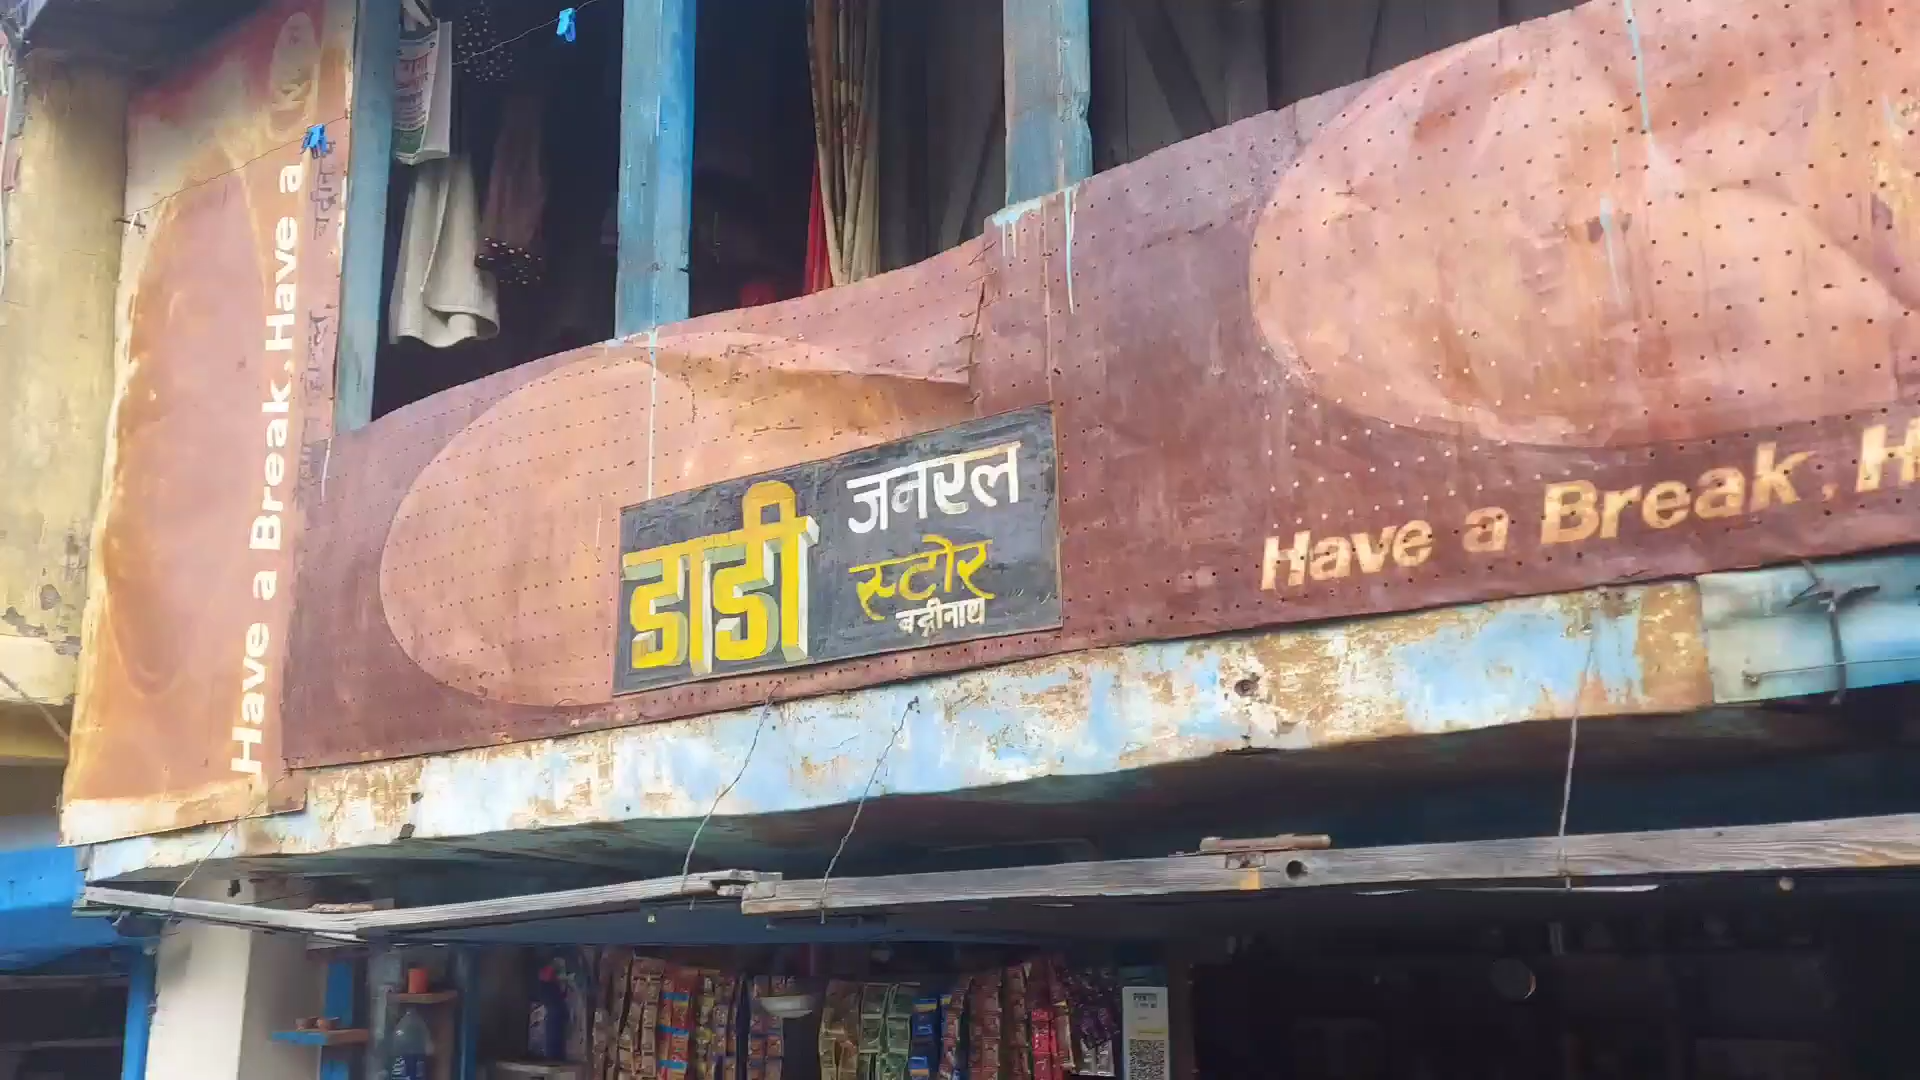 Have a Break, Have a
डाडी
जनरल
स्टोर
बद्रीनाथ
Have a Break, H